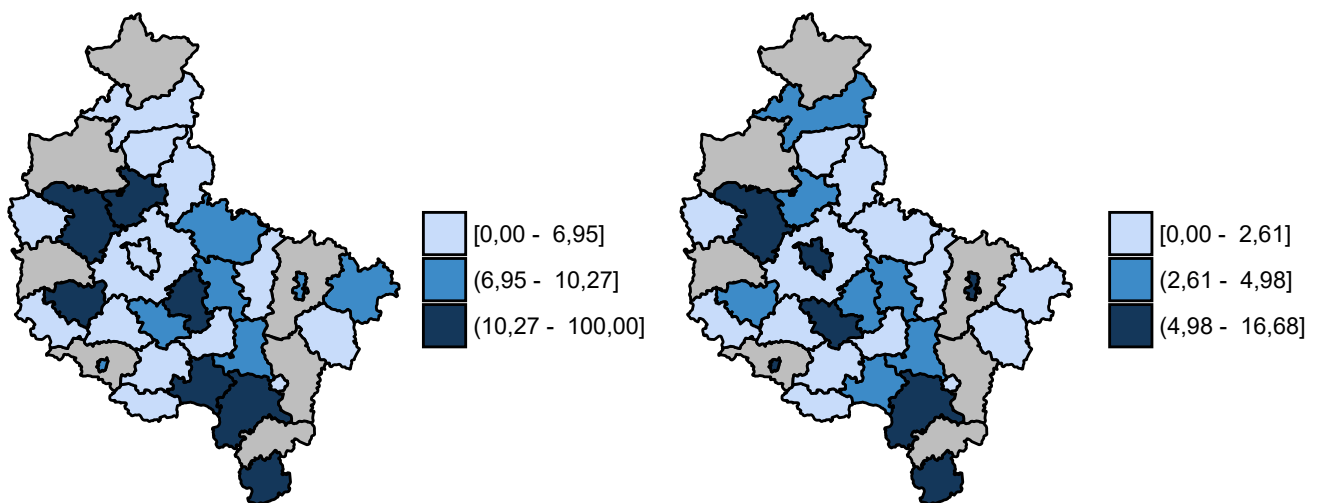 [0,00 - 6,95]
(6,95 - 10,27]
(10,27 - 100,00]
[0,00 - 2,61]
(2,61 - 4,98]
(4,98 - 16,68]